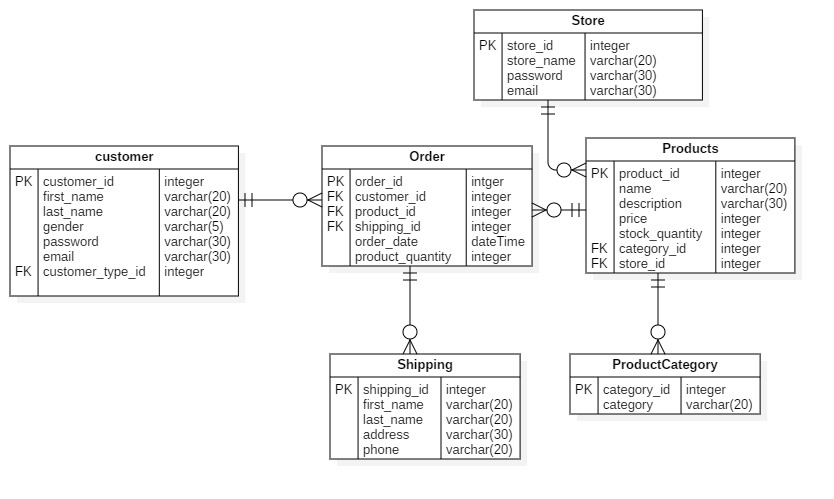 Store
PK store_id integer
store_name varchar(20)
password varchar(30)
email varchar(30)
customer
PK customer_id integer
first_name varchar(20)
last_name varchar(20)
gender varchar(5)
password varchar(30)
email varchar(30)
FK customer_type_id integer
Order
PK order_id intger
FK customer_id integer
FK product_id integer
FK shipping_id integer
order_date dateTime
product_quantity integer
Products
PK product_id integer
name varchar(20)
description varchar(30)
price integer
stock_quantity integer
FK category_id integer
FK store_id integer
Shipping
PK shipping_id integer
first_name varchar(20)
last_name varchar(20)
address varchar(30)
phone varchar(20)
ProductCategory
PK category_id integer
category varchar(20)